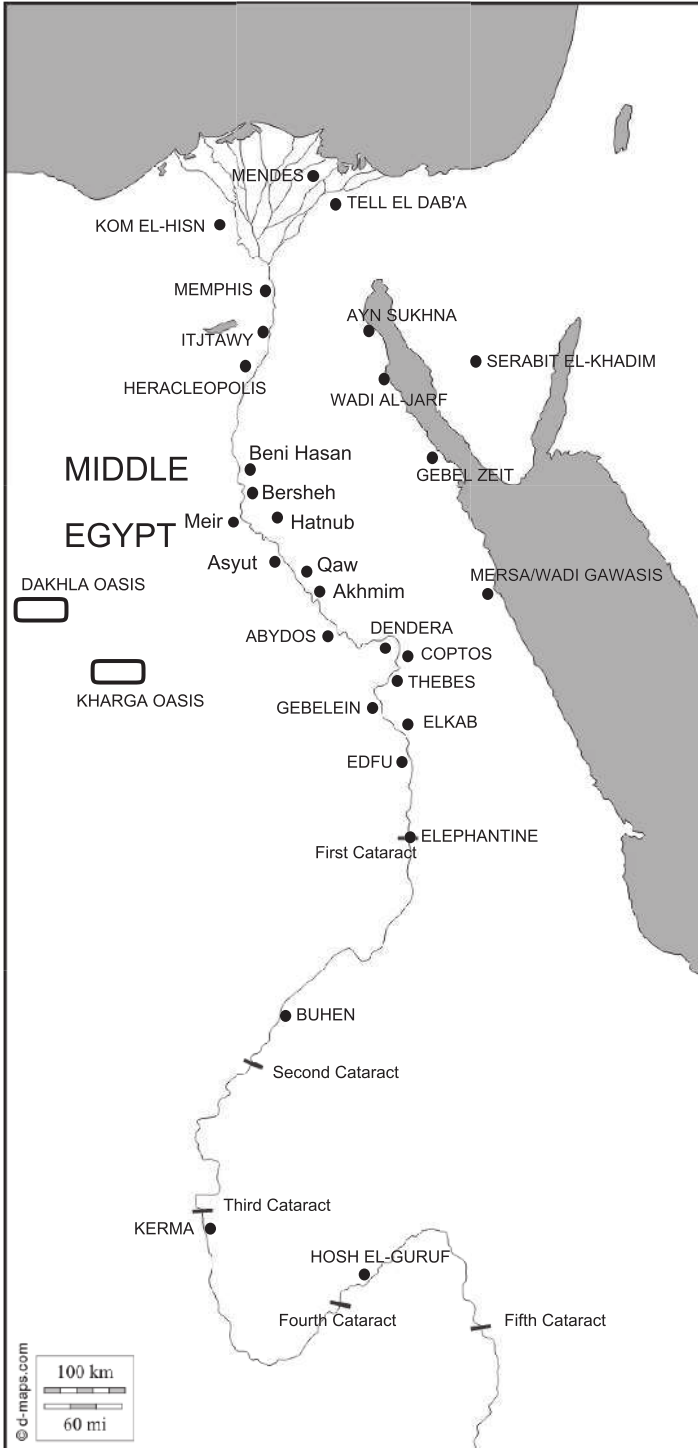 MENDES
TELL EL DAB'A
KOM EL-HISN
MEMPHIS
AYN SUKHNA
ITJTAWY
SERABIT EL-KHADIM
HERACLEOPOLIS
WADI AL-JARF
Beni Hasan
MIDDLE
GEBEL ZEIT
Bersheh
Meir
Hatnub
EGYPT
Asyut
Qaw
MERSA/WADI GAWASIS
DAKHLA OASIS
Akhmim
ABYDOS
DENDERA
COPTOS
THEBES
KHARGA OASIS
GEBELEIN
ELKAB
EDFU
ELEPHANTINE
First Cataract
BUHEN
Second Cataract
Third Cataract
KERMA
HOSH EL-GURUF
Fourth Cataract
Fifth Cataract
© d-maps.com
100 km
60 mi